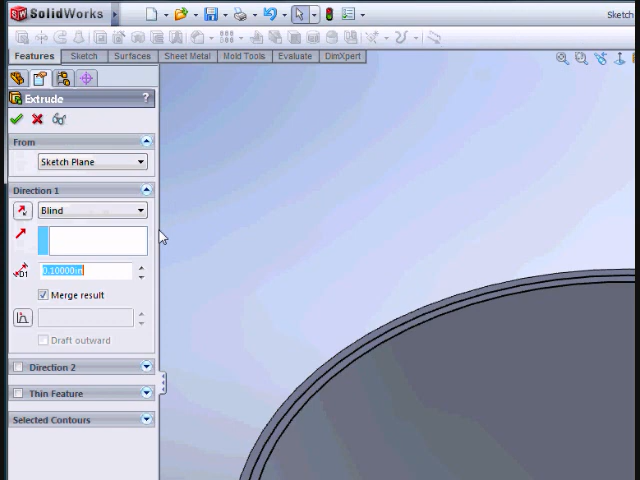 SolidWorks
Sketch
Features Sketch Surfaces Sheet Metal Mold Tools Evaluate DimXpert
Extrude ?
From
Sketch Plane
Direction 1
Blind
D1 0.10000in
Merge result
Draft outward
Direction 2
Thin Feature
Selected Contours